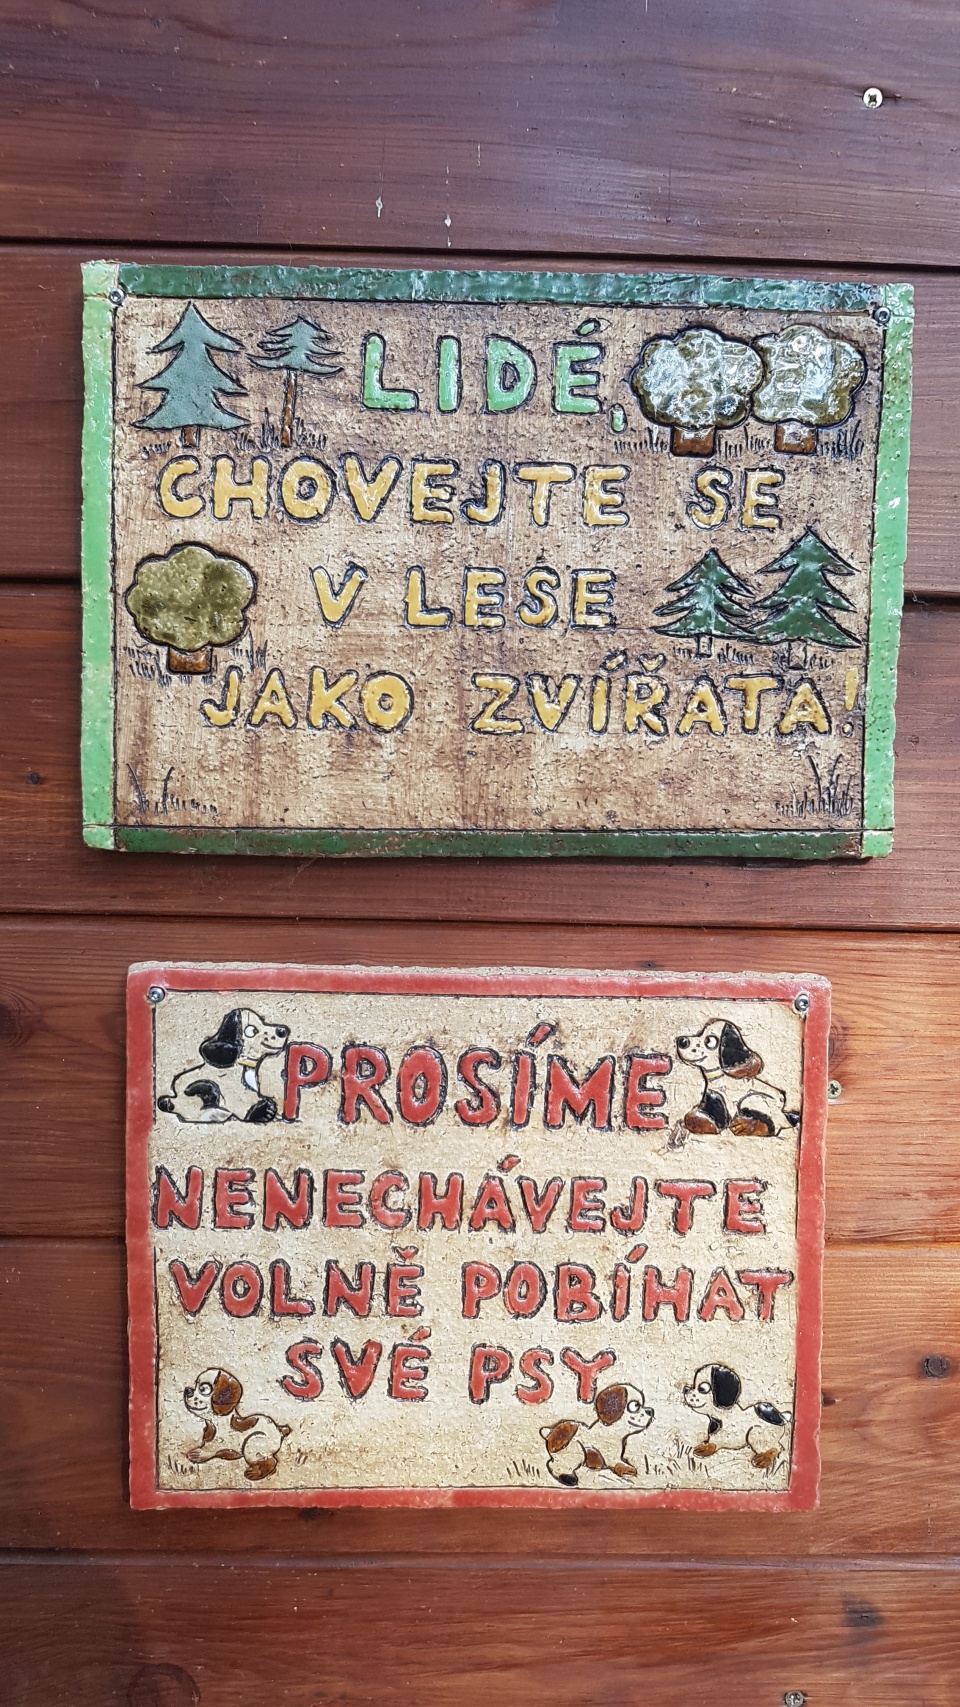 LIDÉ,
CHOVEJTE SE
V LESE
JAKO ZVÍŘATA!
PROSÍME
NENECHÁVEJTE
VOLNĚ POBÍHAT
SVÉ PSY